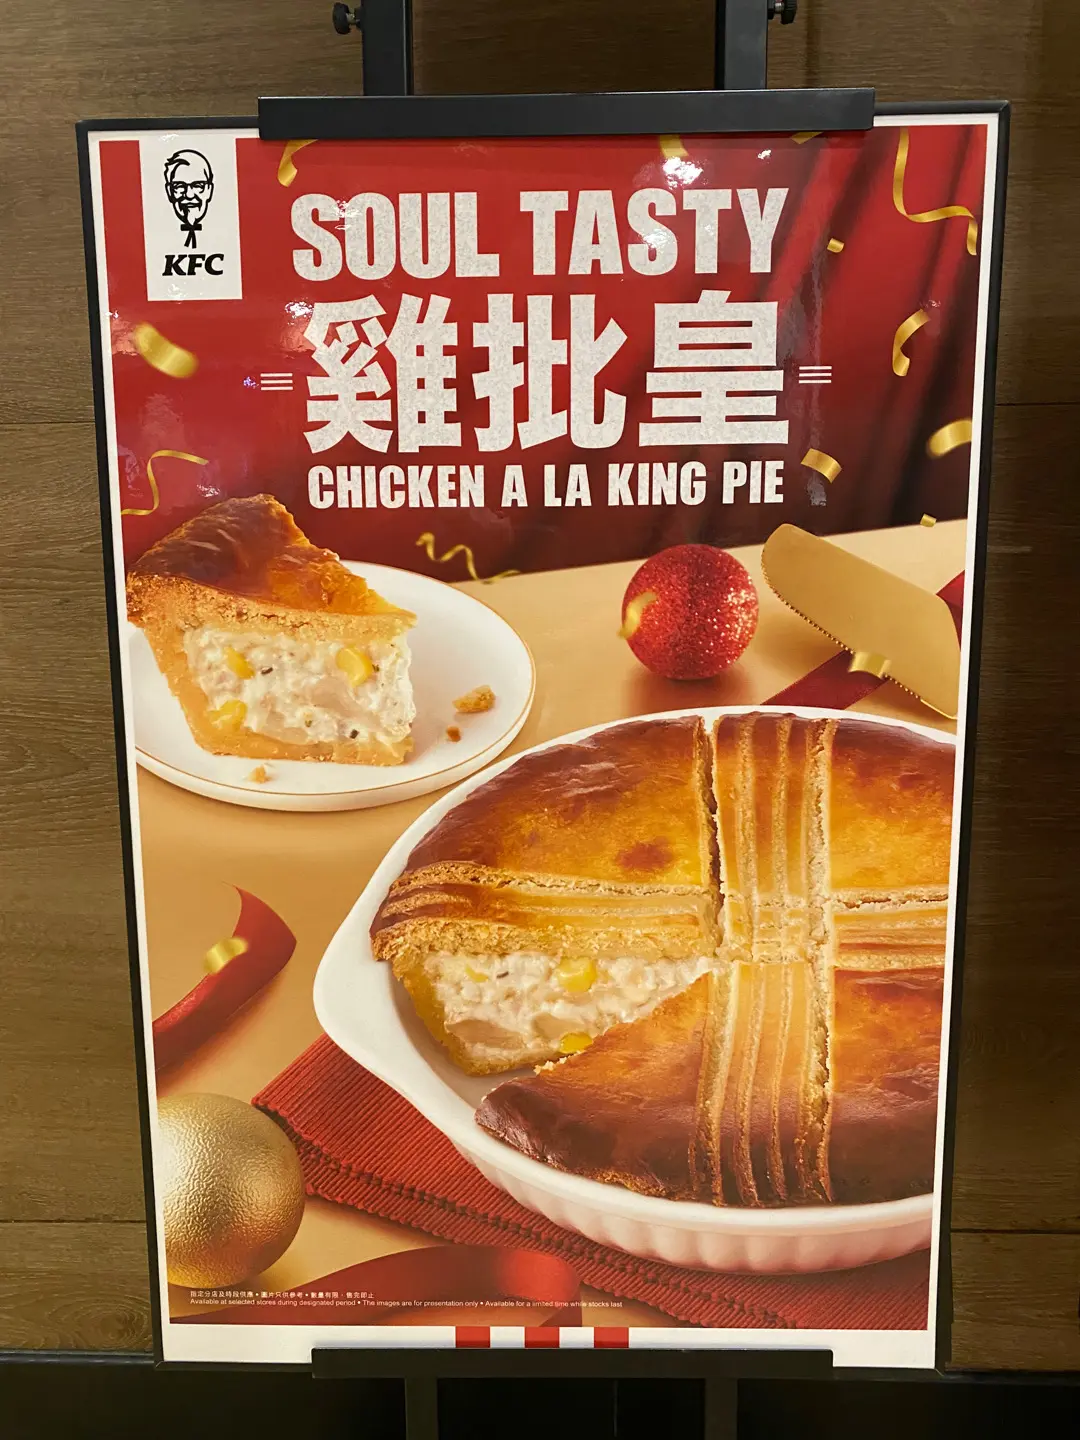 KFC
SOUL TASTY
雞批皇
CHICKEN A LA KING PIE
指定分店及時段供應 • 圖片只供參考 • 數量有限，售完即止
Available at selected stores during designated period • The images are for presentation only • Available for a limited time while stocks last